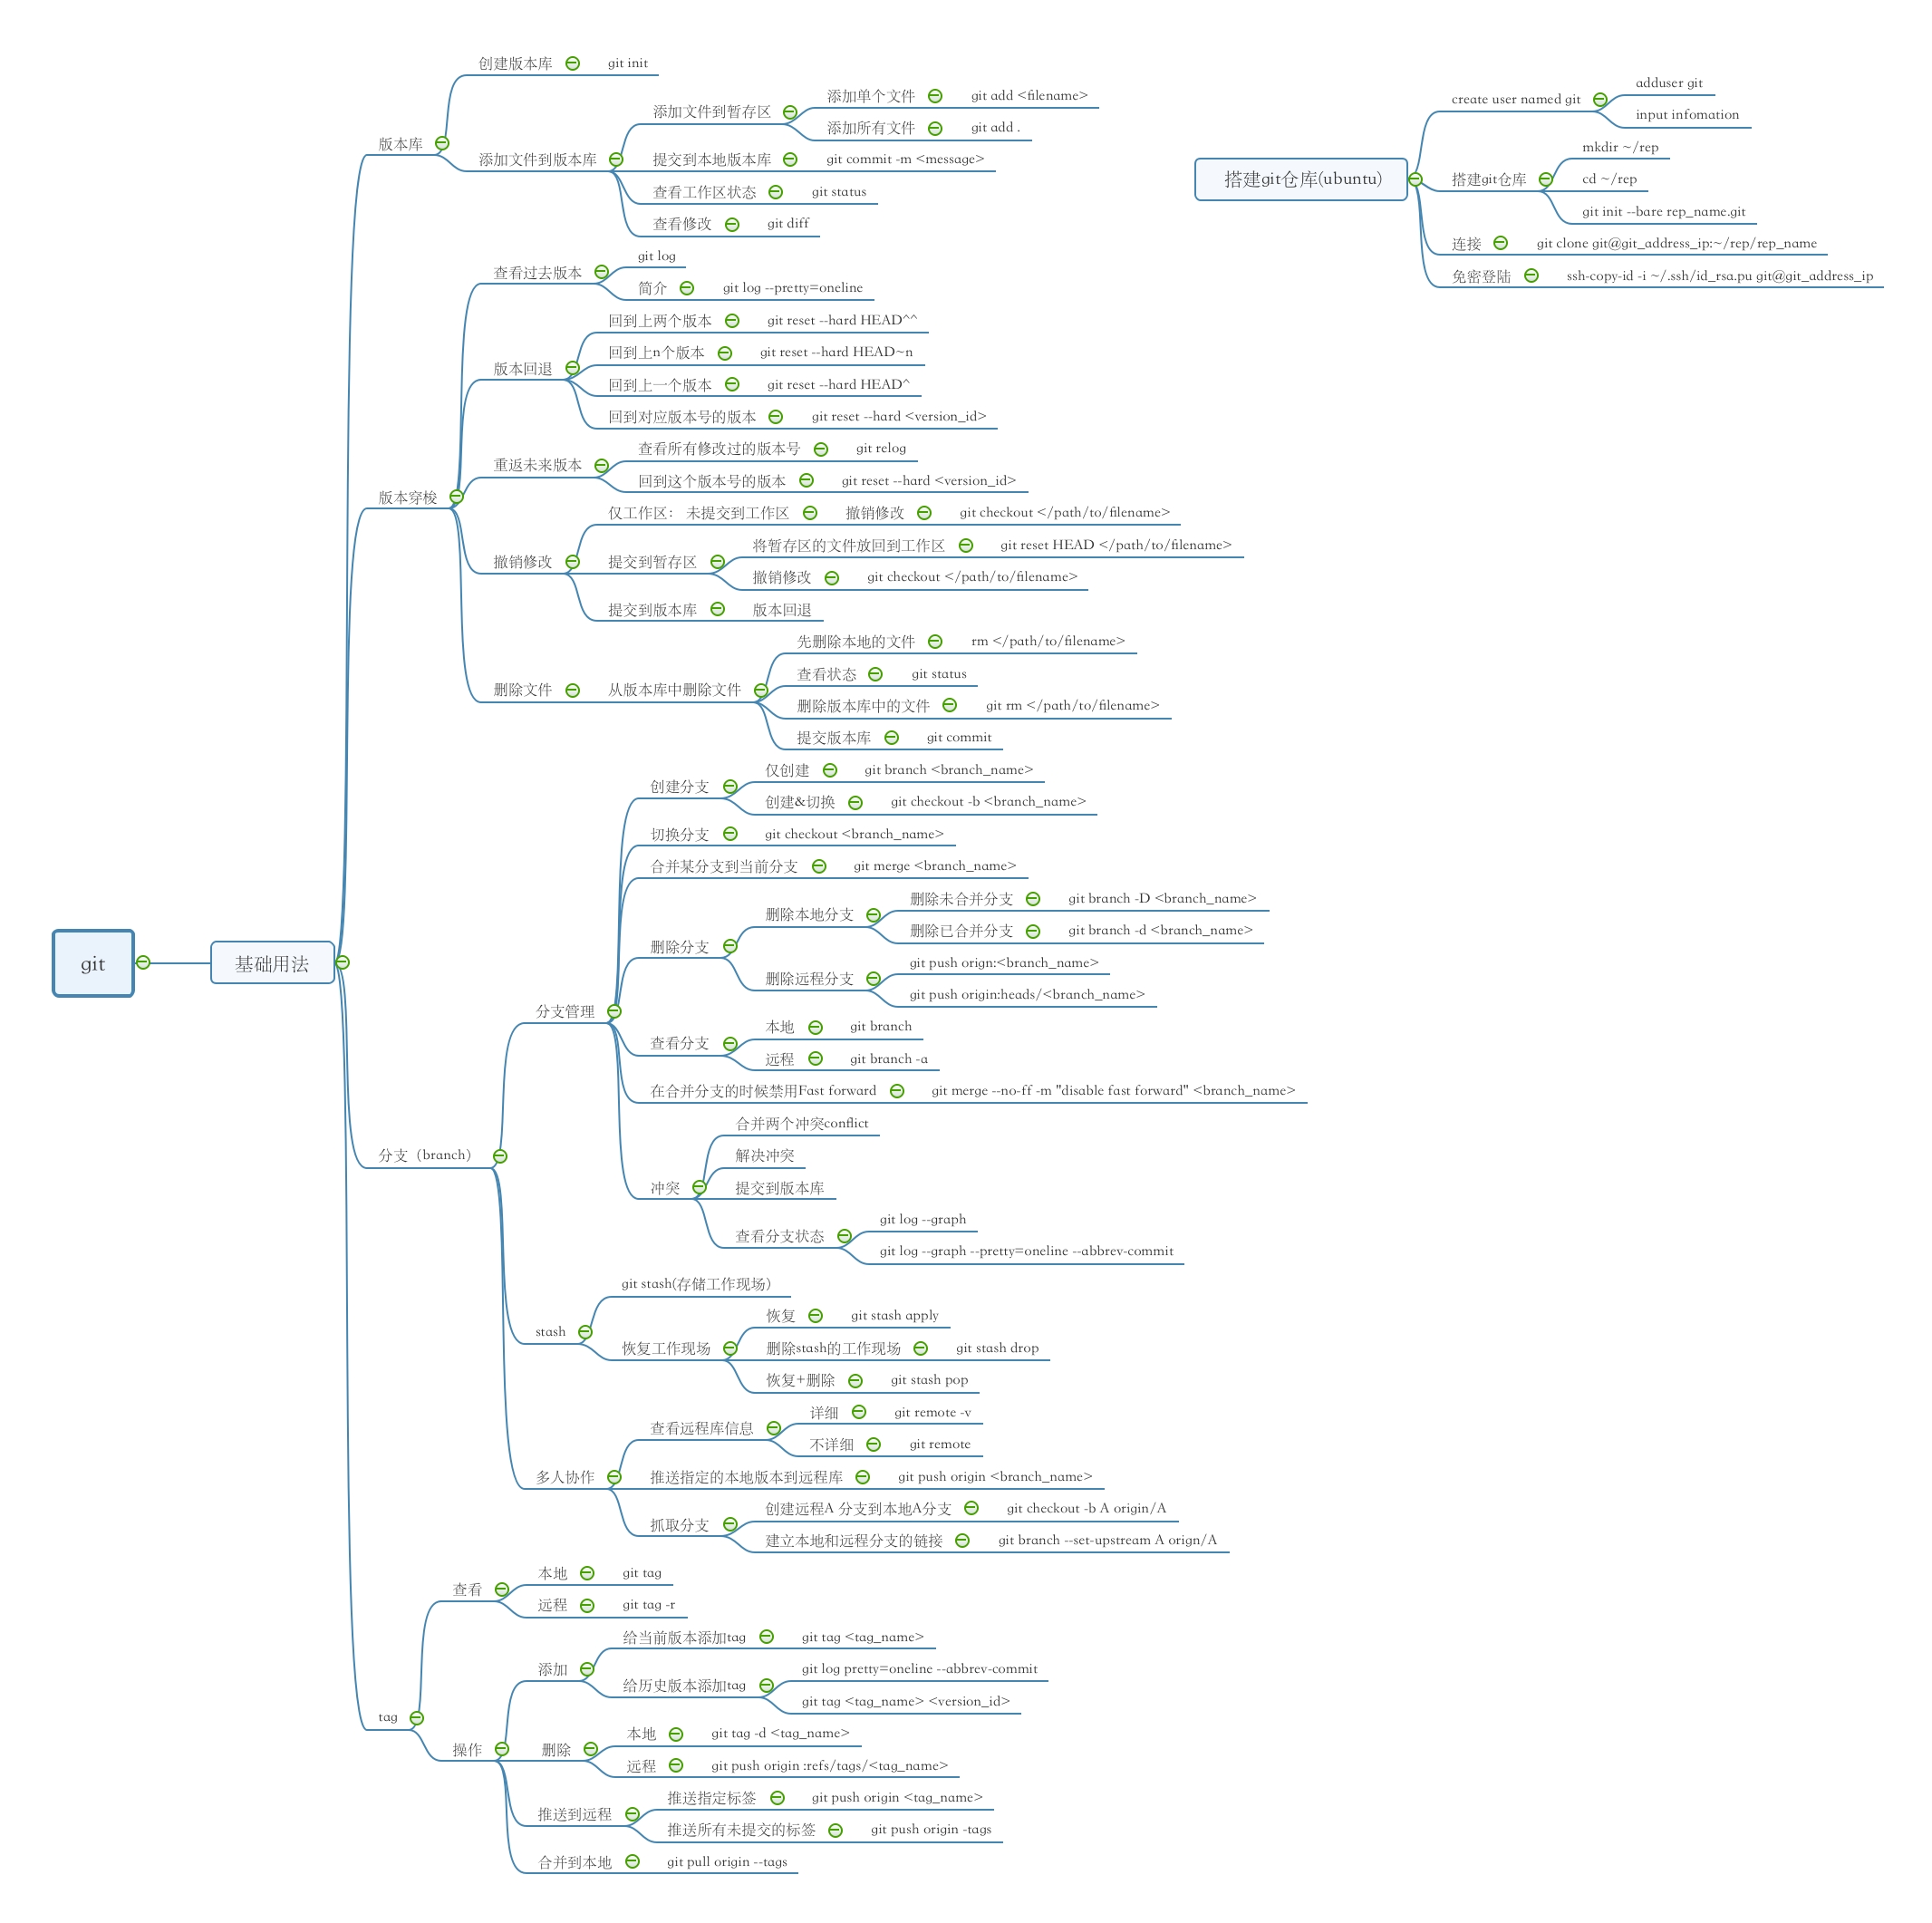 git
基础用法
版本库
创建版本库
git init
添加文件到版本库
添加文件到暂存区
添加单个文件
git add <filename>
添加所有文件
git add .
提交到本地版本库
git commit -m <message>
查看工作区状态
git status
查看修改
git diff
版本穿梭
查看过去版本
git log
简介
git log --pretty=oneline
版本回退
回到上两个版本
git reset --hard HEAD^^
回到上n个版本
git reset --hard HEAD~n
回到上一个版本
git reset --hard HEAD^
回到对应版本号的版本
git reset --hard <version_id>
重返未来版本
查看所有修改过的版本号
git relog
回到这个版本号的版本
git reset --hard <version_id>
撤销修改
仅工作区： 未提交到工作区
撤销修改
git checkout </path/to/filename>
提交到暂存区
将暂存区的文件放回到工作区
git reset HEAD </path/to/filename>
撤销修改
git checkout </path/to/filename>
提交到版本库
版本回退
删除文件
从版本库中删除文件
先删除本地的文件
rm </path/to/filename>
查看状态
git status
删除版本库中的文件
git rm </path/to/filename>
提交版本库
git commit
分支（branch）
分支管理
创建分支
仅创建
git branch <branch_name>
创建&切换
git checkout -b <branch_name>
切换分支
git checkout <branch_name>
合并某分支到当前分支
git merge <branch_name>
删除分支
删除本地分支
删除未合并分支
git branch -D <branch_name>
删除已合并分支
git branch -d <branch_name>
删除远程分支
git push orign:<branch_name>
git push origin:heads/<branch_name>
查看分支
本地
git branch
远程
git branch -a
在合并分支的时候禁用Fast forward
git merge --no-ff -m "disable fast forward" <branch_name>
冲突
合并两个冲突conflict
解决冲突
提交到版本库
查看分支状态
git log --graph
git log --graph --pretty=oneline --abbrev-commit
stash
git stash(存储工作现场)
恢复工作现场
恢复
git stash apply
删除stash的工作现场
git stash drop
恢复+删除
git stash pop
多人协作
查看远程库信息
详细
git remote -v
不详细
git remote
推送指定的本地版本到远程库
git push origin <branch_name>
抓取分支
创建远程A 分支到本地A分支
git checkout -b A origin/A
建立本地和远程分支的链接
git branch --set-upstream A orign/A
tag
查看
本地
git tag
远程
git tag -r
操作
添加
给当前版本添加tag
git tag <tag_name>
给历史版本添加tag
git log pretty=oneline --abbrev-commit
git tag <tag_name> <version_id>
删除
本地
git tag -d <tag_name>
远程
git push origin :refs/tags/<tag_name>
推送到远程
推送指定标签
git push origin <tag_name>
推送所有未提交的标签
git push origin -tags
合并到本地
git pull origin --tags
搭建git仓库(ubuntu)
create user named git
adduser git
input infomation
搭建git仓库
mkdir ~/rep
cd ~/rep
git init --bare rep_name.git
连接
git clone git@git_address_ip:~/rep/rep_name
免密登陆
ssh-copy-id -i ~/.ssh/id_rsa.pu git@git_address_ip